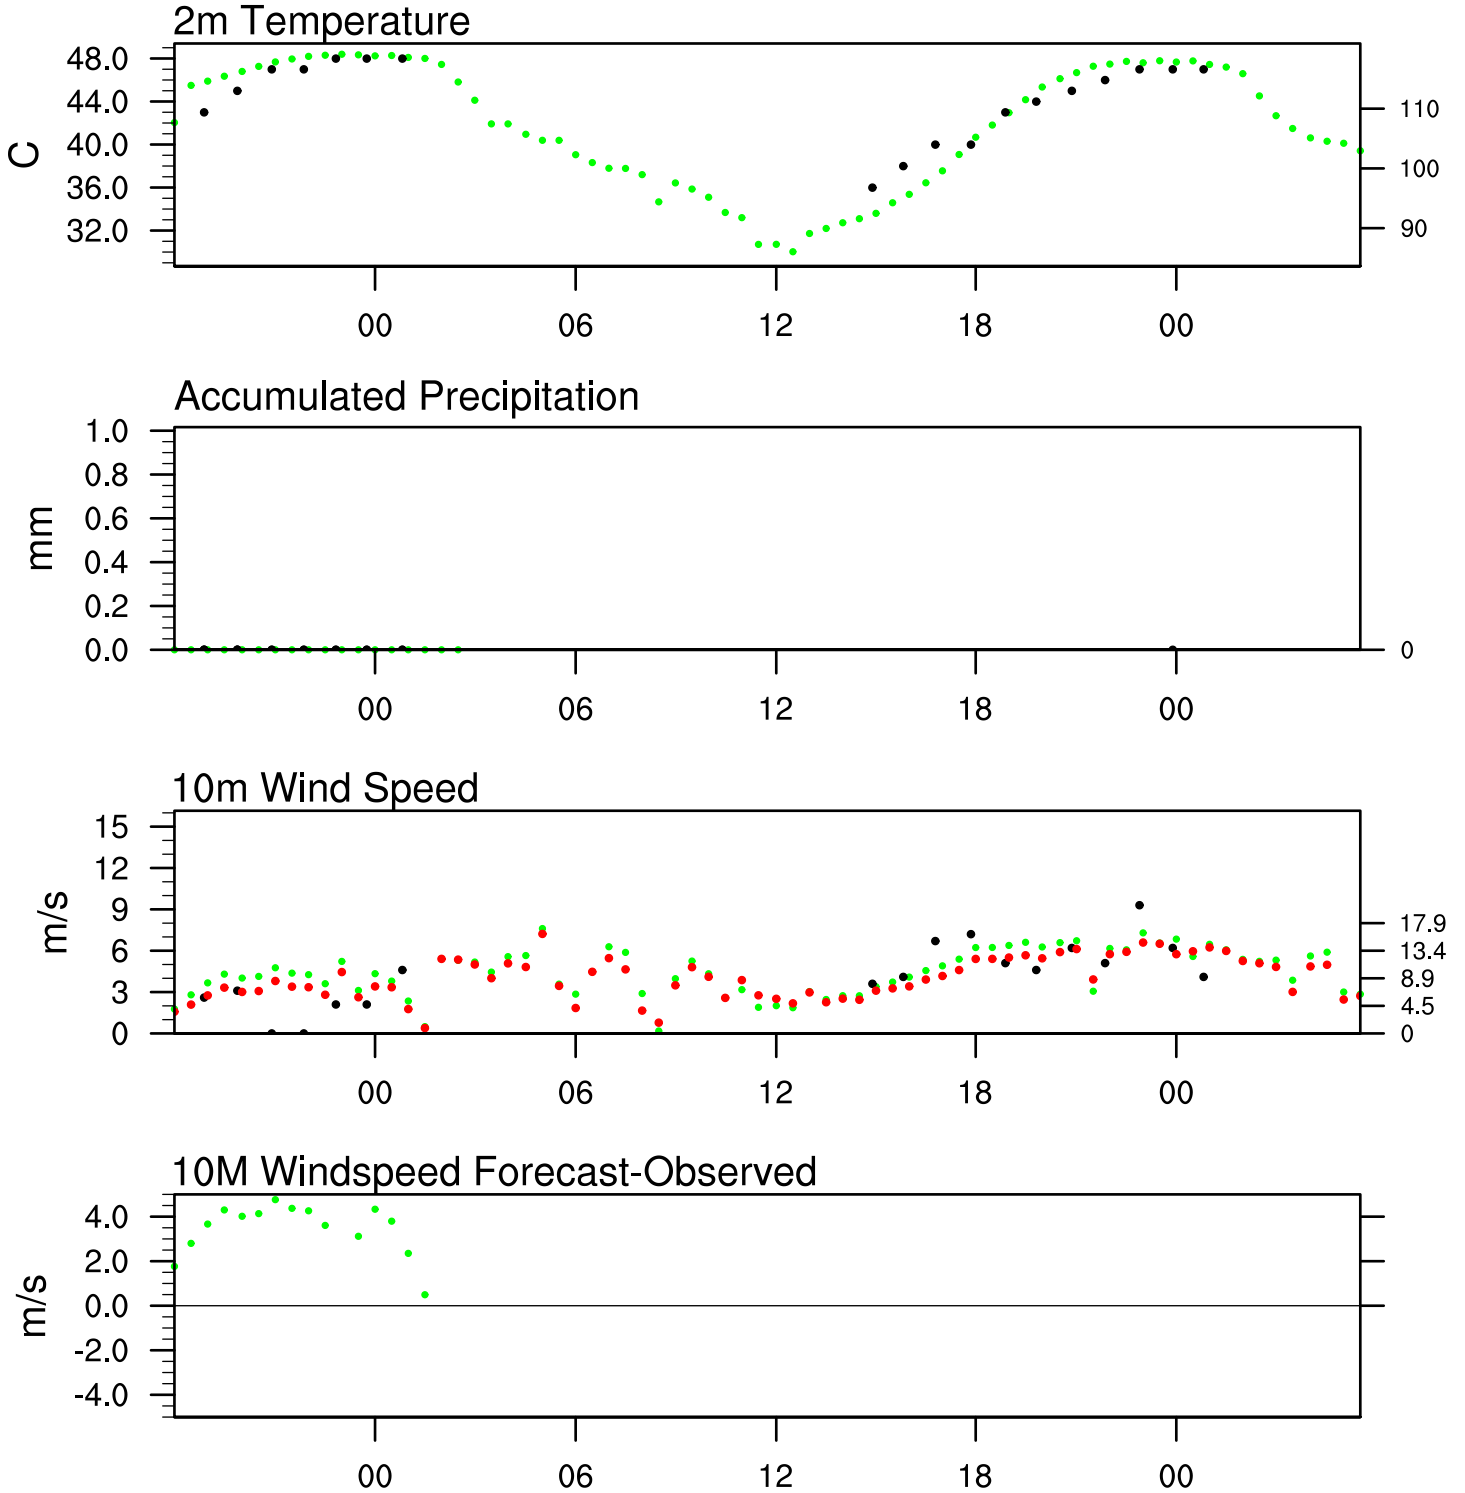 2m Temperature
48.0
44.0
40.0
36.0
32.0
C
110
100
90
00 06 12 18 00
Accumulated Precipitation
1.0
0.8
0.6
0.4
0.2
0.0
mm
0
00 06 12 18 00
10m Wind Speed
15
12
9
6
3
0
m/s
17.9
13.4
8.9
4.5
0
00 06 12 18 00
10M Windspeed Forecast-Observed
4.0
2.0
0.0
-2.0
-4.0
m/s
00 06 12 18 00